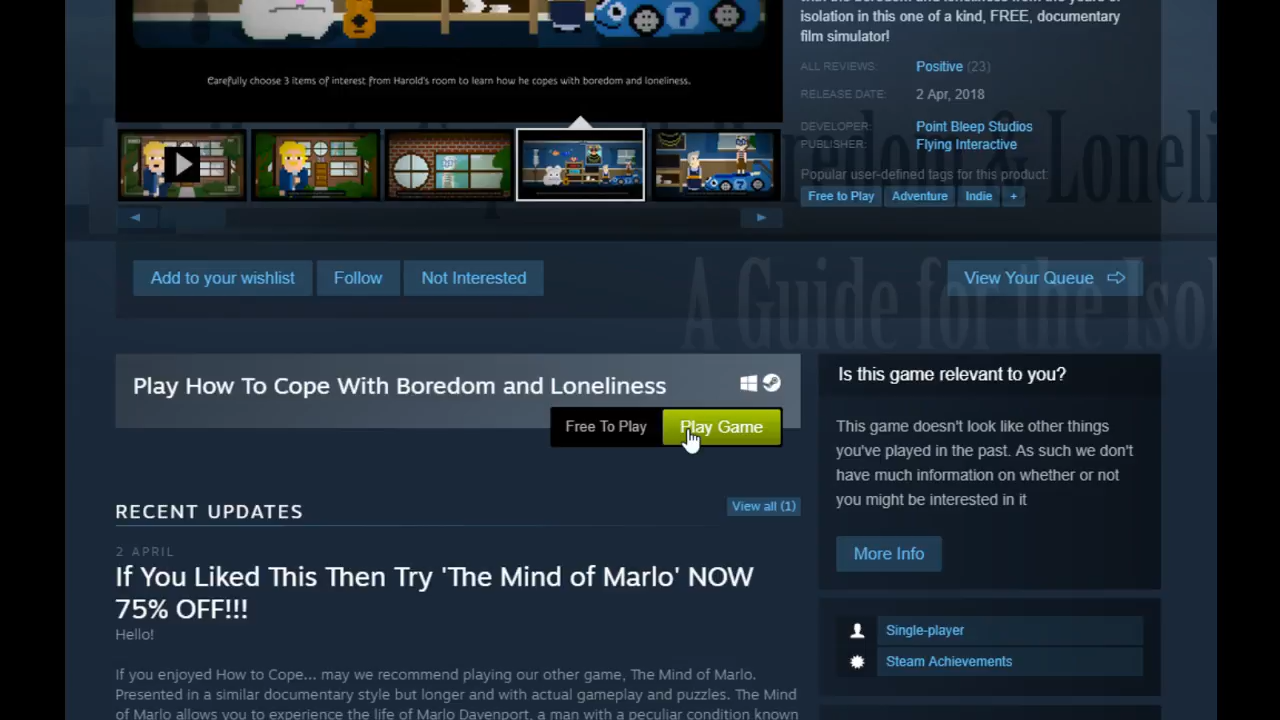 with the boredom and loneliness from the years of
isolation in this one of a kind, FREE, documentary
film simulator!
Carefully choose 3 items of interest from Harold's room to learn how he copes with boredom and loneliness.
ALL REVIEWS: Positive (23)
RELEASE DATE: 2 Apr, 2018
DEVELOPER: Point Bleep Studios
PUBLISHER: Flying Interactive
Popular user-defined tags for this product:
Free to Play Adventure Indie +
Add to your wishlist Follow Not Interested View Your Queue
A Guide for the Isol
Play How To Cope With Boredom and Loneliness
Free To Play Play Game
Is this game relevant to you?
This game doesn't look like other things
you've played in the past. As such we don't
have much information on whether or not
you might be interested in it
More Info
RECENT UPDATES View all (1)
2 APRIL
If You Liked This Then Try 'The Mind of Marlo' NOW
75% OFF!!!
Hello!
If you enjoyed How to Cope... may we recommend playing our other game, The Mind of Marlo.
Presented in a similar documentary style but longer and with actual gameplay and puzzles. The Mind
of Marlo allows you to experience the life of Marlo Davenport, a man with a peculiar condition known
Single-player
Steam Achievements